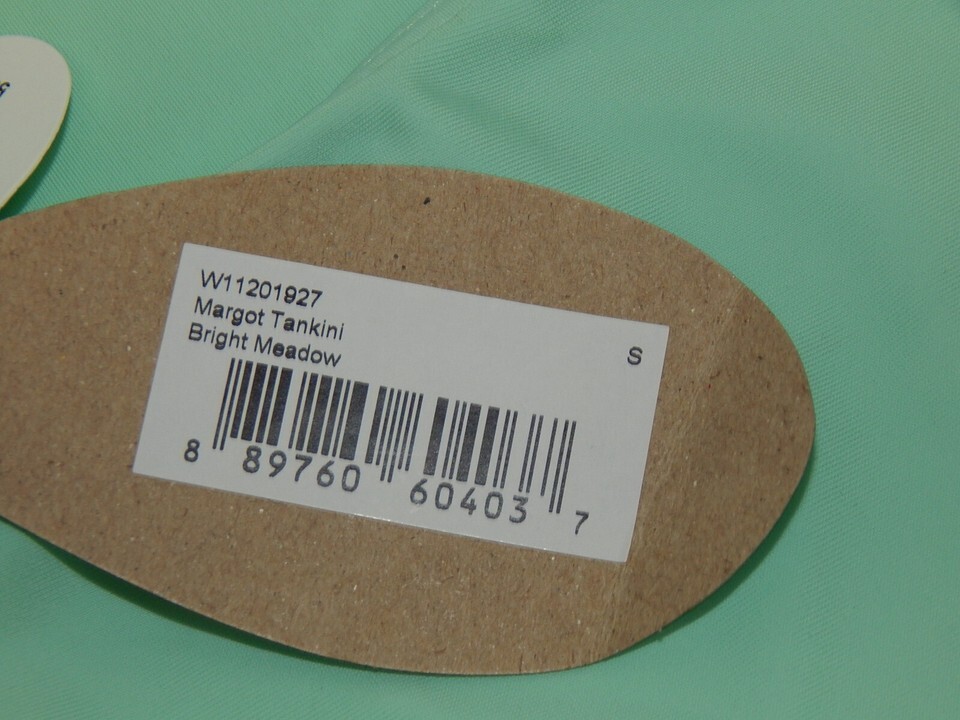 W11201927
Margot Tankini
Bright Meadow
S
8 89760 60403 7